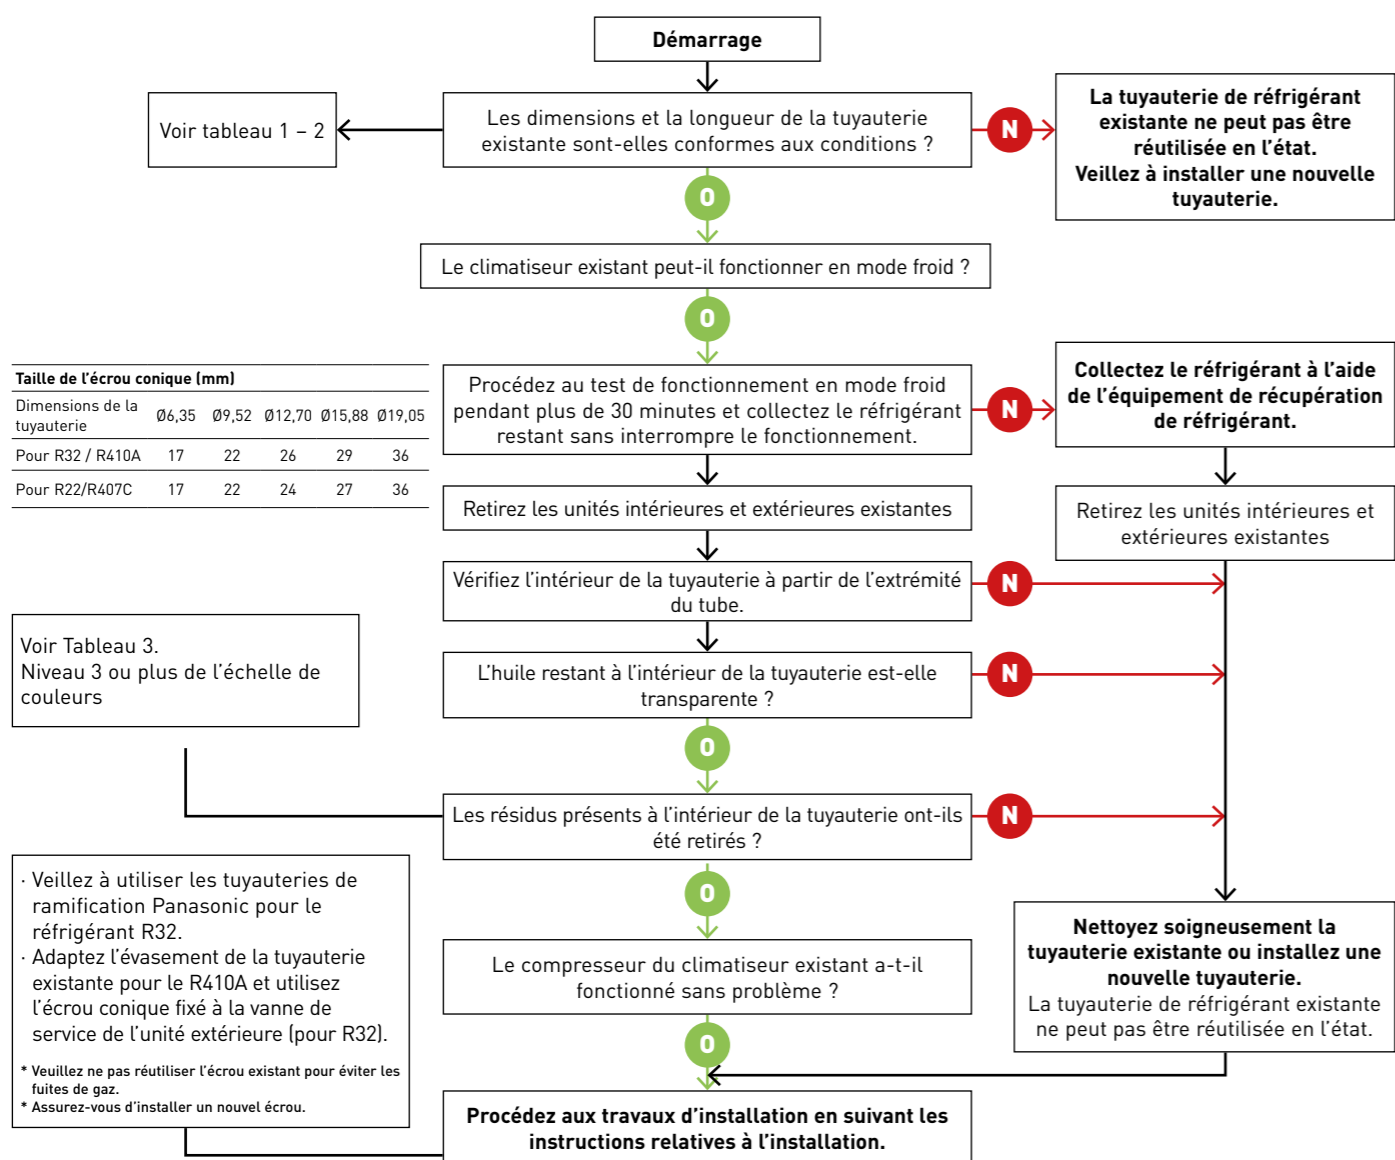 Démarrage
Voir tableau 1 – 2
Les dimensions et la longueur de la tuyauterie
existante sont-elles conformes aux conditions ?
N
La tuyauterie de réfrigérant
existante ne peut pas être
réutilisée en l’état.
Veillez à installer une nouvelle
tuyauterie.
O
Le climatiseur existant peut-il fonctionner en mode froid ?
O
Taille de l’écrou conique (mm)
Dimensions de la
tuyauterie Ø6,35 Ø9,52 Ø12,70 Ø15,88 Ø19,05
Pour R32 / R410A 17 22 26 29 36
Pour R22/R407C 17 22 24 27 36
Procédez au test de fonctionnement en mode froid
pendant plus de 30 minutes et collectez le réfrigérant
restant sans interrompre le fonctionnement.
N
Collectez le réfrigérant à l’aide
de l’équipement de récupération
de réfrigérant.
Retirez les unités intérieures et extérieures existantes
Retirez les unités intérieures et
extérieures existantes
Vérifiez l’intérieur de la tuyauterie à partir de l’extrémité
du tube.
N
Voir Tableau 3.
Niveau 3 ou plus de l’échelle de
couleurs
L’huile restant à l’intérieur de la tuyauterie est-elle
transparente ?
N
O
Les résidus présents à l’intérieur de la tuyauterie ont-ils
été retirés ?
N
O
· Veillez à utiliser les tuyauteries de
ramification Panasonic pour le
réfrigérant R32.
· Adaptez l’évasement de la tuyauterie
existante pour le R410A et utilisez
l’écrou conique fixé à la vanne de
service de l’unité extérieure (pour R32).
* Veuillez ne pas réutiliser l’écrou existant pour éviter les
fuites de gaz.
* Assurez-vous d’installer un nouvel écrou.
Le compresseur du climatiseur existant a-t-il
fonctionné sans problème ?
Nettoyez soigneusement la
tuyauterie existante ou installez une
nouvelle tuyauterie.
La tuyauterie de réfrigérant existante
ne peut pas être réutilisée en l’état.
O
Procédez aux travaux d’installation en suivant les
instructions relatives à l’installation.